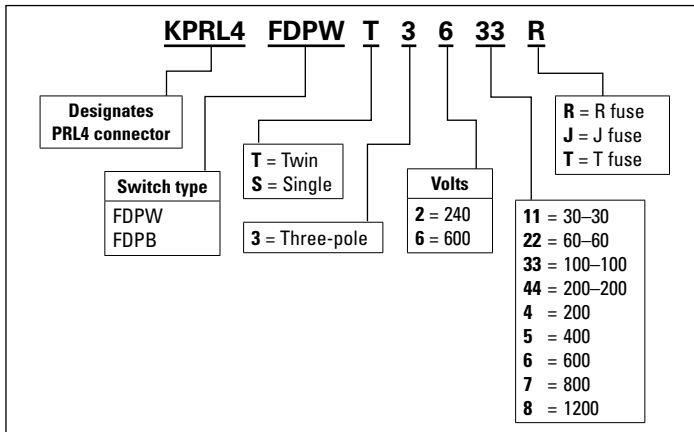 KPRL4 FDPW T 3 6 33 R
Designates
PRL4 connector
Switch type
FDPW
FDPB
T = Twin
S = Single
3 = Three-pole
Volts
2 = 240
6 = 600
R = R fuse
J = J fuse
T = T fuse
11 = 30–30
22 = 60–60
33 = 100–100
44 = 200–200
4 = 200
5 = 400
6 = 600
7 = 800
8 = 1200